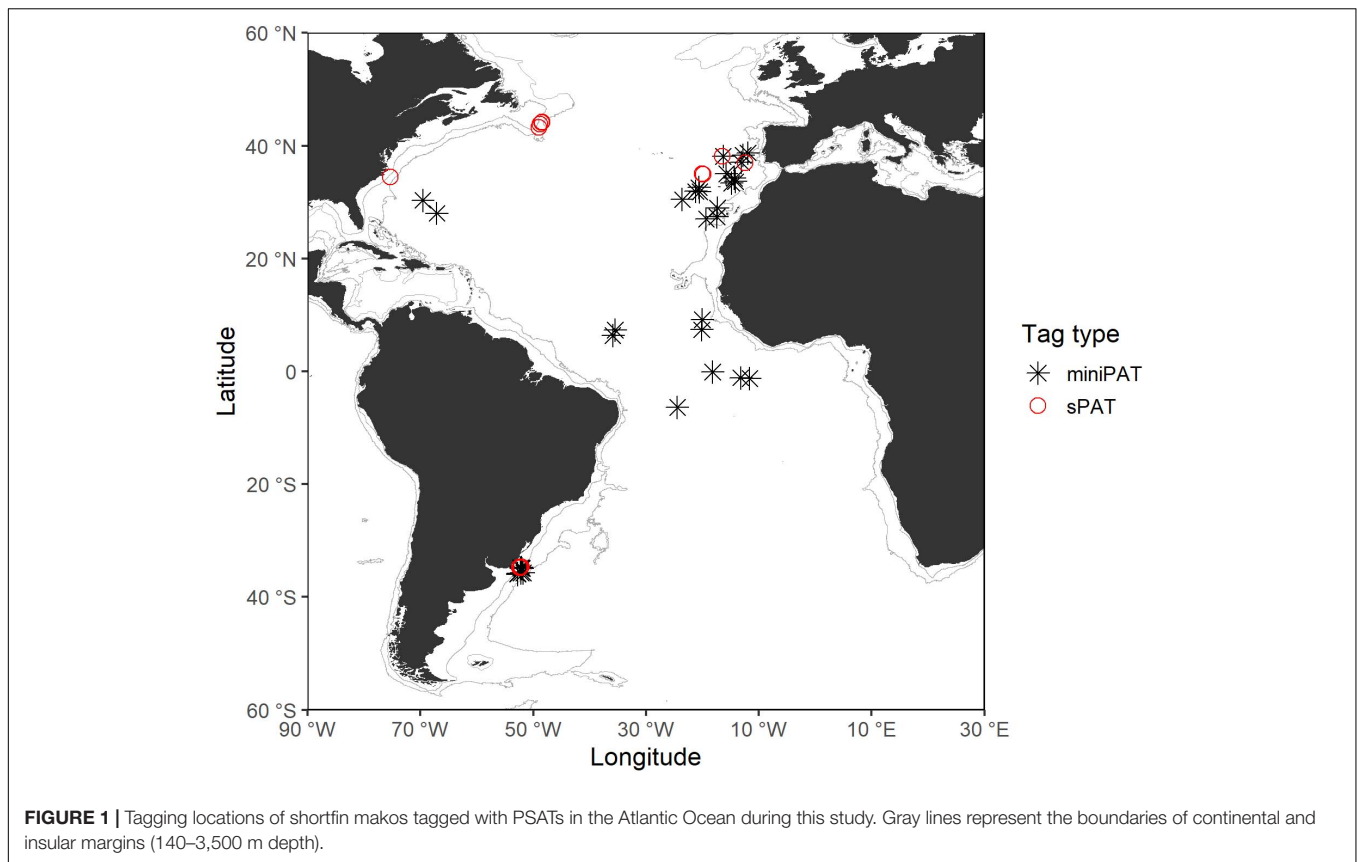 60 °N
40 °N
20 °N
0
20 °S
40 °S
60 °S
Latitude
90 °W 70 °W 50 °W 30 °W 10 °W 10 °E 30 °E
Longitude
Tag type
miniPAT
sPAT
FIGURE 1 | Tagging locations of shortfin makos tagged with PSATs in the Atlantic Ocean during this study. Gray lines represent the boundaries of continental and
insular margins (140–3,500 m depth).